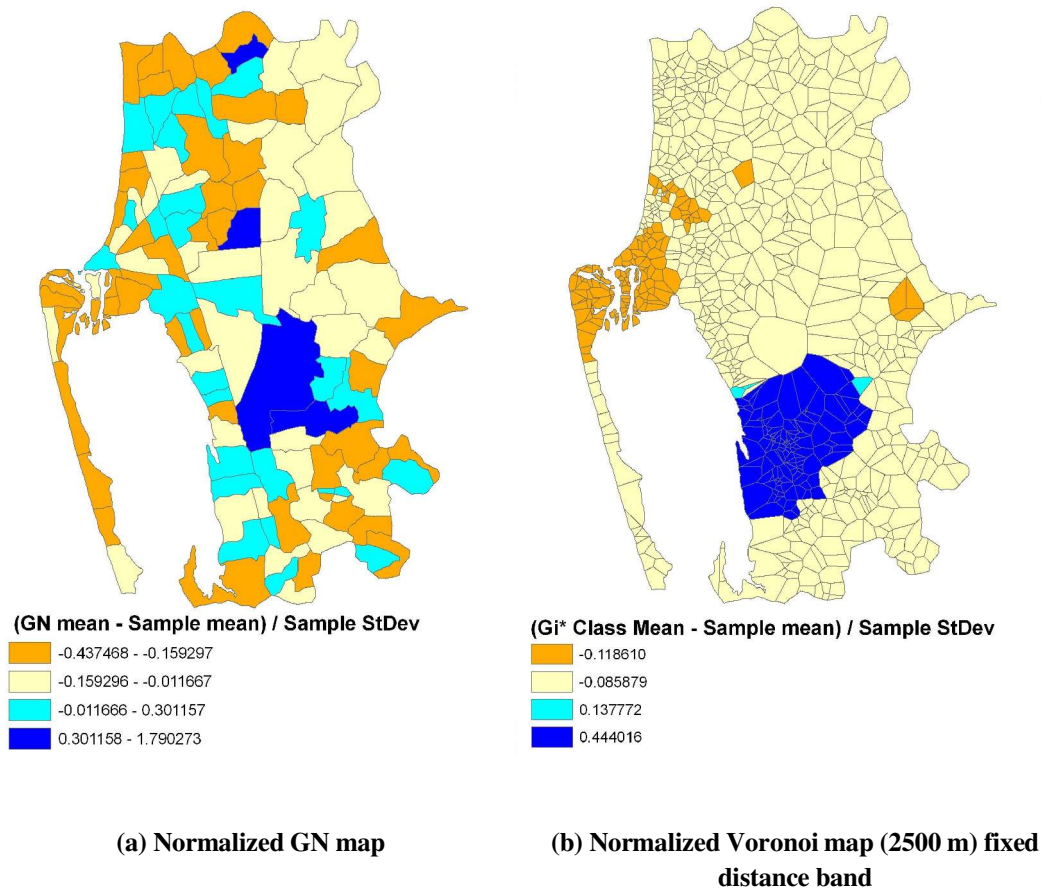 (GN mean - Sample mean) / Sample StDev
-0.437468 - -0.159297
-0.159296 - -0.011667
-0.011666 - 0.301157
0.301158 - 1.790273
(Gi* Class Mean - Sample mean) / Sample StDev
-0.118610
-0.085879
0.137772
0.444016
(a) Normalized GN map
(b) Normalized Voronoi map (2500 m) fixed
distance band